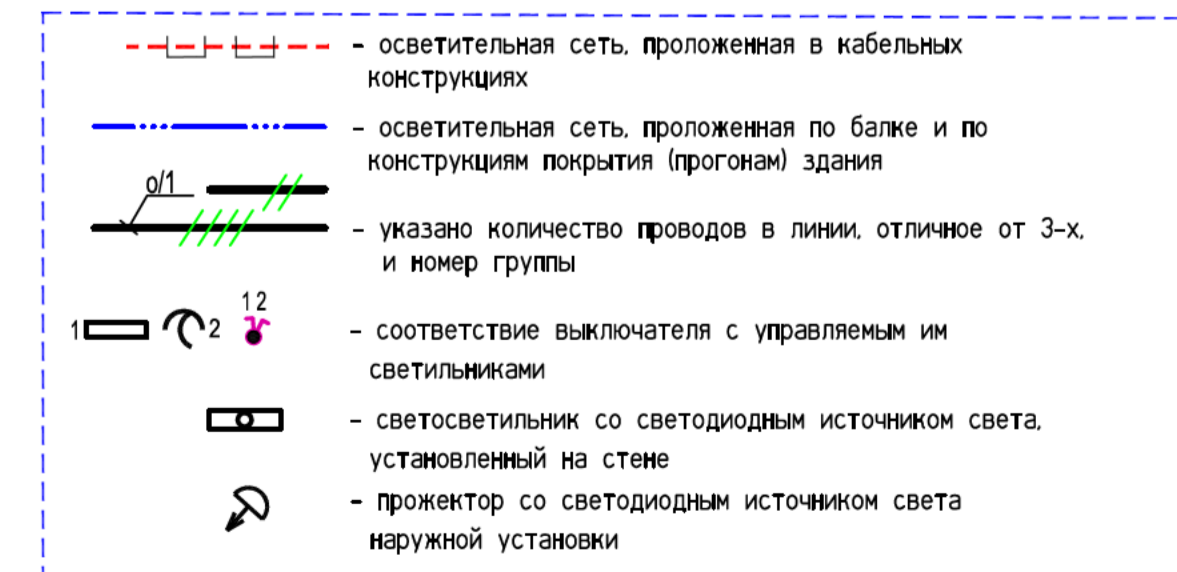 - осветительная сеть, проложенная в кабельных
конструкциях
- осветительная сеть, проложенная по балке и по
конструкциям покрытия (прогонам) здания
о/1
- указано количество проводов в линии, отличное от 3-х,
и номер группы
1 2 1 2
- соответствие выключателя с управляемым им
светильниками
- светосветильник со светодиодным источником света,
установленный на стене
- прожектор со светодиодным источником света
наружной установки